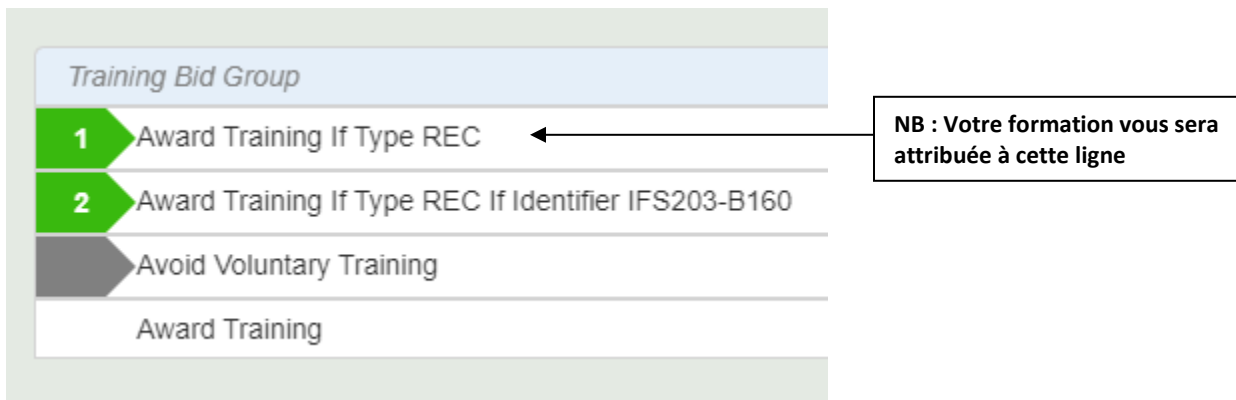 Training Bid Group
1 Award Training If Type REC
NB : Votre formation vous sera
attribuée à cette ligne
2 Award Training If Type REC If Identifier IFS203-B160
Avoid Voluntary Training
Award Training